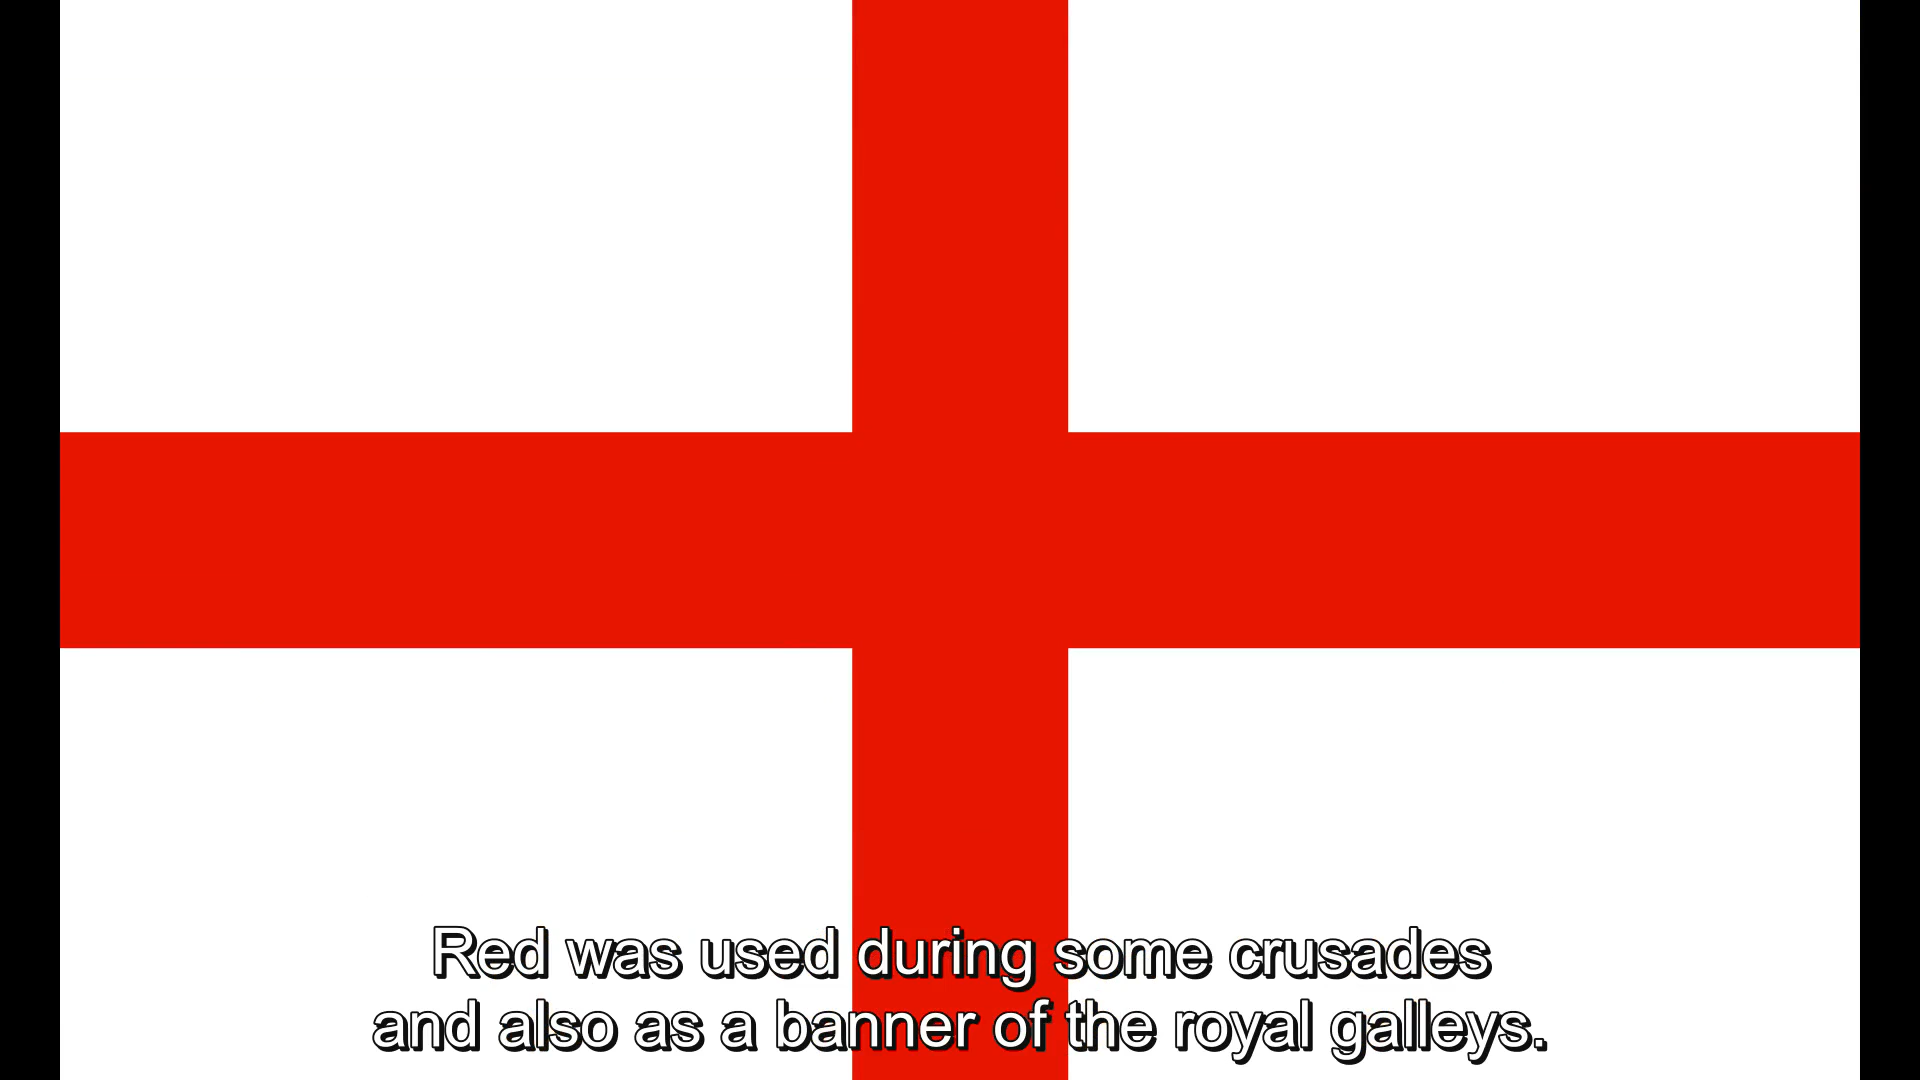 Red was used during some crusades
and also as a banner of the royal galleys.